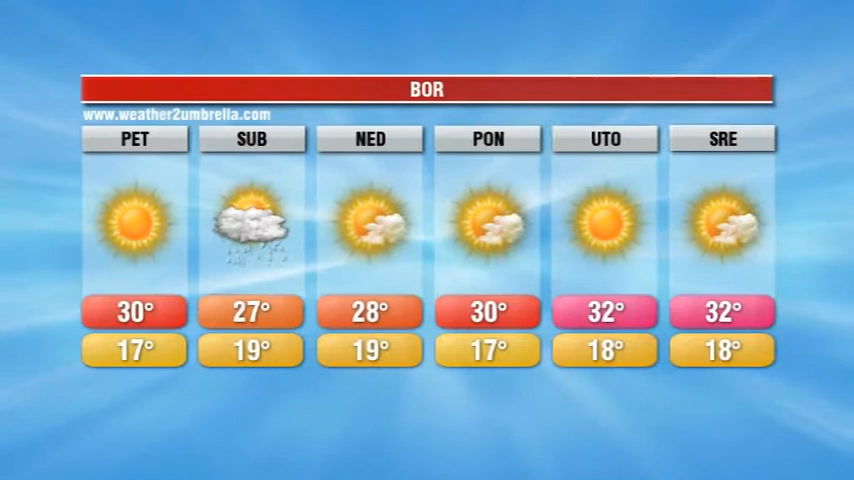 BOR
www.weather2umbrella.com
PET SUB NED PON UTO SRE
30° 27° 28° 30° 32° 32°
17° 19° 19° 17° 18° 18°